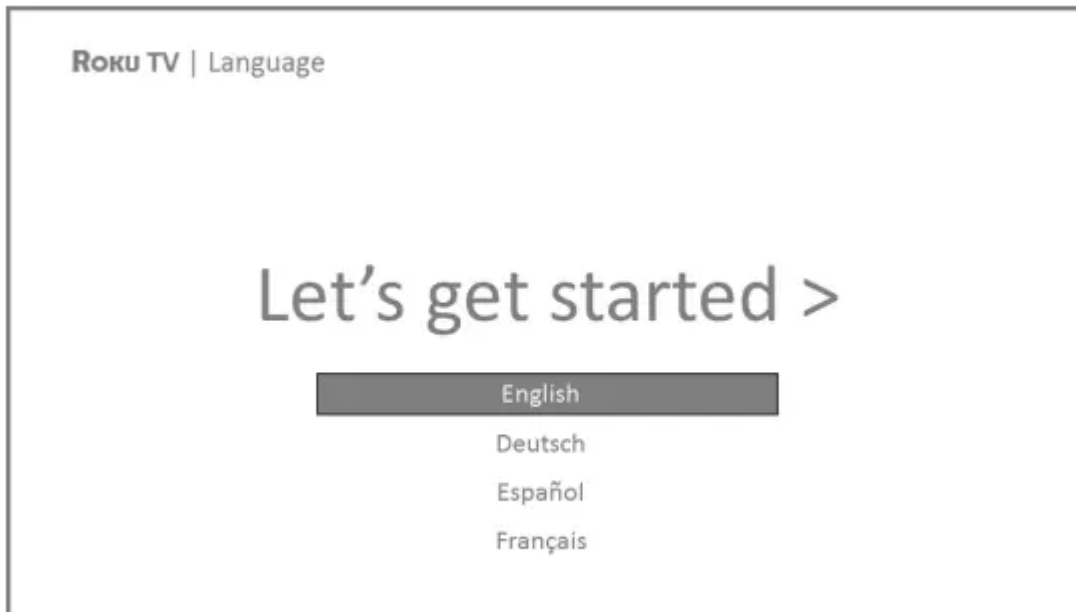 Roku TV | Language
Let’s get started >
English
Deutsch
Español
Français